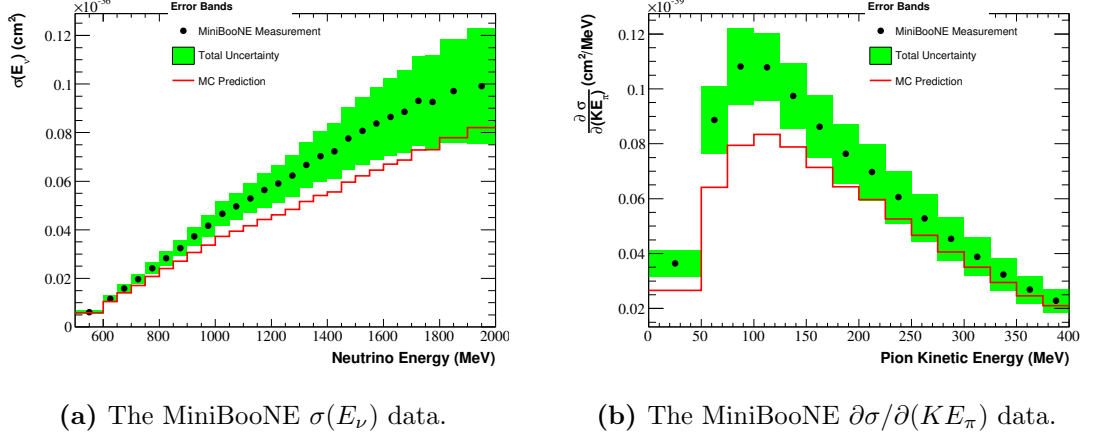 ×10⁻³⁶
Error Bands
MiniBooNE Measurement
Total Uncertainty
MC Prediction
σ(E_ν) (cm²)
0.12
0.1
0.08
0.06
0.04
0.02
0
600 800 1000 1200 1400 1600 1800 2000
Neutrino Energy (MeV)
×10⁻³⁹
Error Bands
MiniBooNE Measurement
Total Uncertainty
MC Prediction
∂σ/∂(KE_π) (cm²/MeV)
0.12
0.1
0.08
0.06
0.04
0.02
0 50 100 150 200 250 300 350 400
Pion Kinetic Energy (MeV)
(a) The MiniBooNE σ(E_ν) data.
(b) The MiniBooNE ∂σ/∂(KE_π) data.